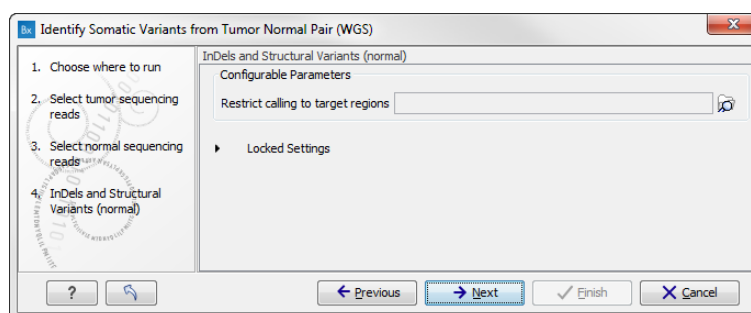 Bx Identify Somatic Variants from Tumor Normal Pair (WGS)
1. Choose where to run
2. Select tumor sequencing
reads
3. Select normal sequencing
reads
4. InDels and Structural
Variants (normal)
InDels and Structural Variants (normal)
Configurable Parameters
Restrict calling to target regions
Locked Settings
? Previous Next Finish Cancel